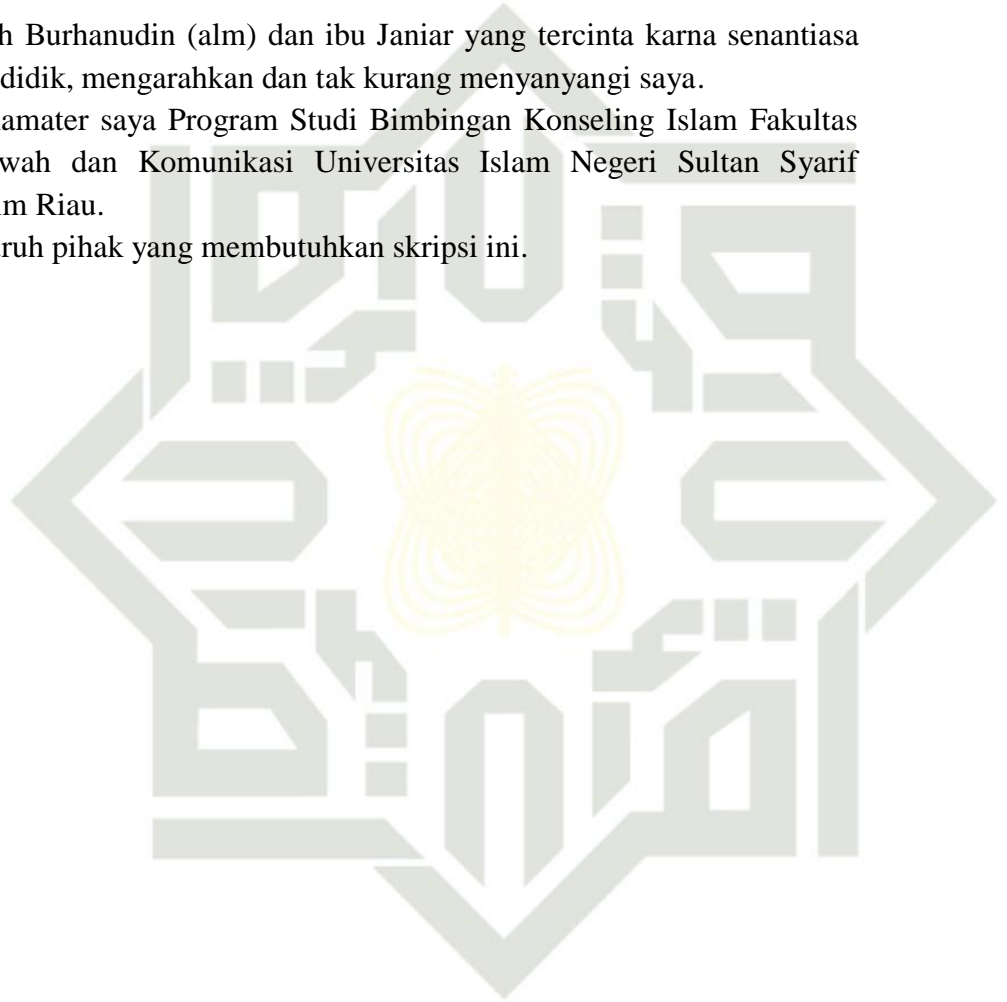 h Burhanudin (alm) dan ibu Janiar yang tercinta karna senantiasa
didik, mengarahkan dan tak kurang menyanyangi saya.
amater saya Program Studi Bimbingan Konseling Islam Fakultas
wah dan Komunikasi Universitas Islam Negeri Sultan Syarif
im Riau.
uruh pihak yang membutuhkan skripsi ini.